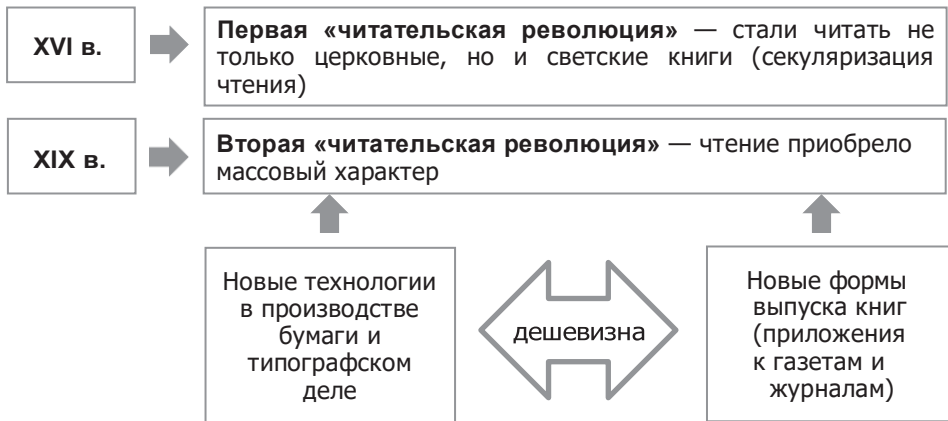 XVI в.
Первая «читательская революция» — стали читать не
только церковные, но и светские книги (секуляризация
чтения)
XIX в.
Вторая «читательская революция» — чтение приобрело
массовый характер
Новые технологии
в производстве
бумаги и
типографском
деле
дешевизна
Новые формы
выпуска книг
(приложения
к газетам и
журналам)